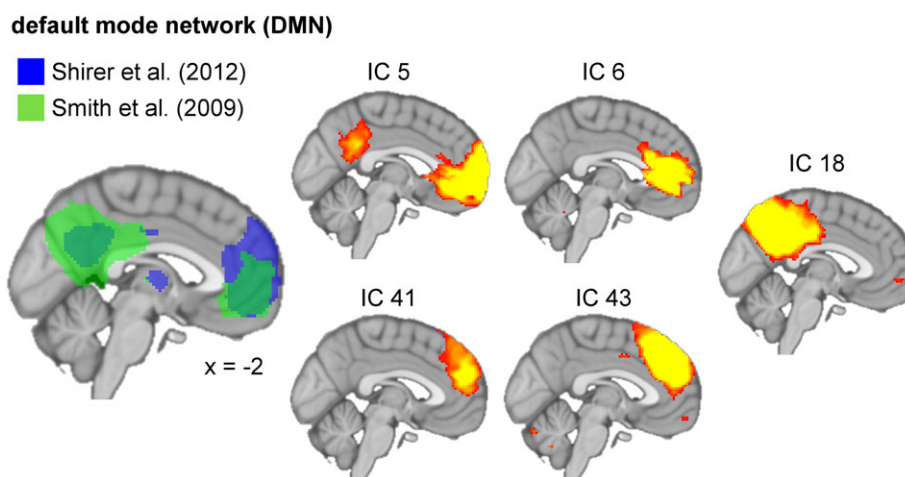 default mode network (DMN)
Shirer et al. (2012)
Smith et al. (2009)
x = -2
IC 5
IC 6
IC 18
IC 41
IC 43